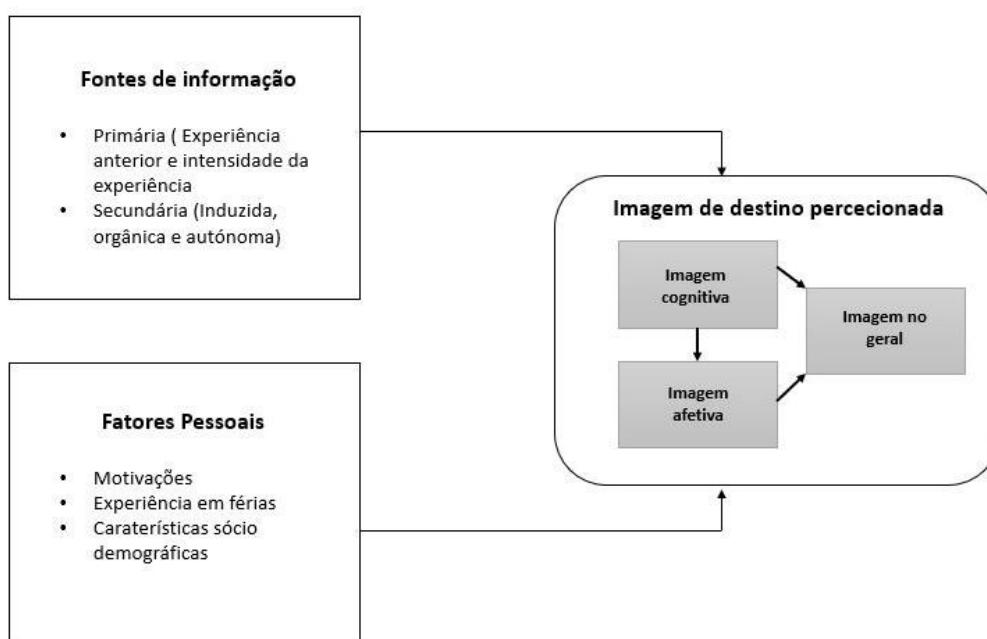 Fontes de informação
• Primária ( Experiência
anterior e intensidade da
experiência
• Secundária (Induzida,
orgânica e autónoma)
Imagem de destino percecionada
Imagem
cognitiva
Imagem no
geral
Imagem
afetiva
Fatores Pessoais
• Motivações
• Experiência em férias
• Caraterísticas sócio
demográficas